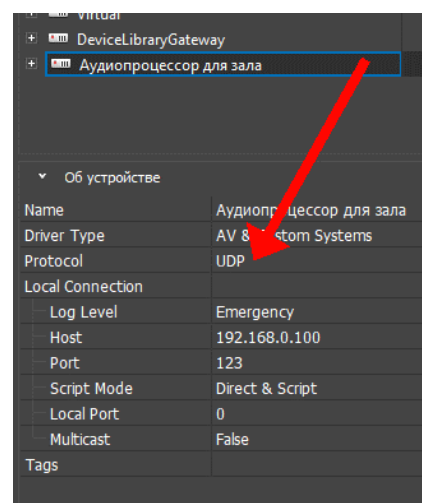 Virtual
DeviceLibraryGateway
Аудиопроцессор для зала
Об устройстве
Name Аудиопроцессор для зала
Driver Type AV & Custom Systems
Protocol UDP
Local Connection
Log Level Emergency
Host 192.168.0.100
Port 123
Script Mode Direct & Script
Local Port 0
Multicast False
Tags